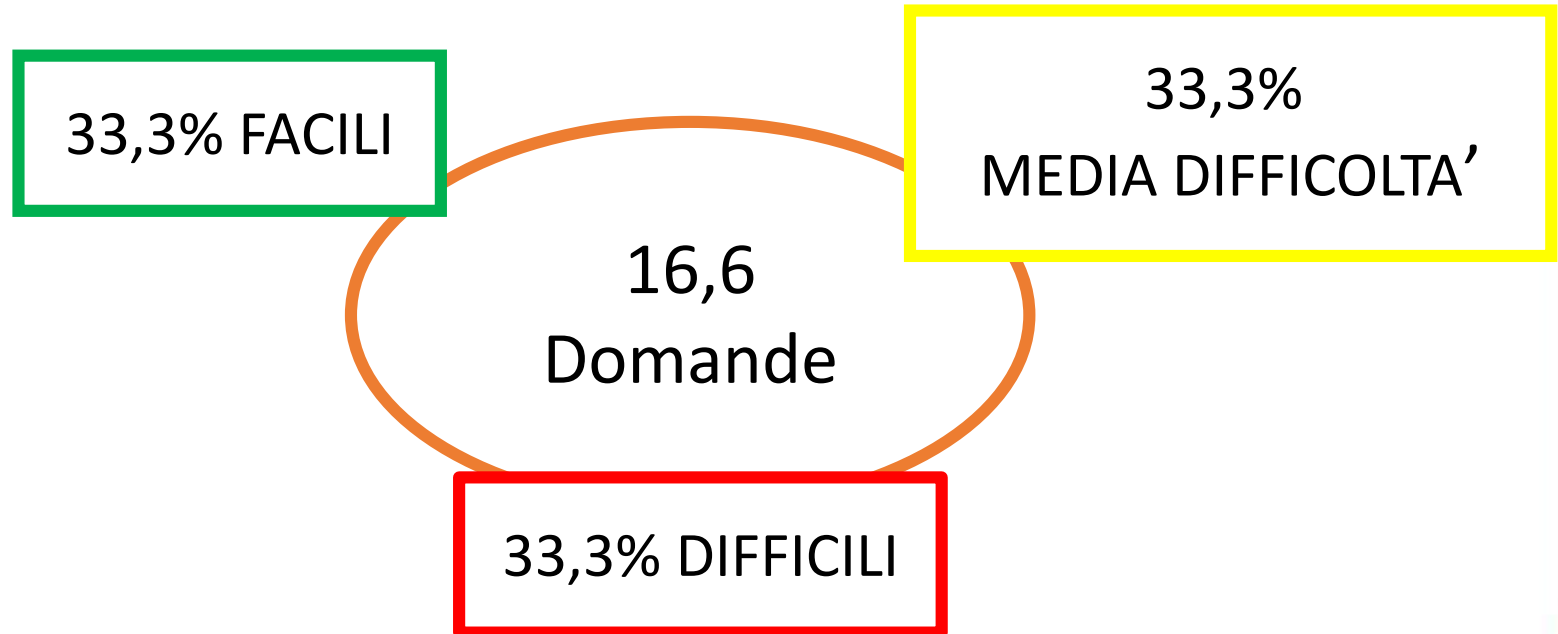 33,3% FACILI
33,3%
MEDIA DIFFICOLTA’
16,6
Domande
33,3% DIFFICILI